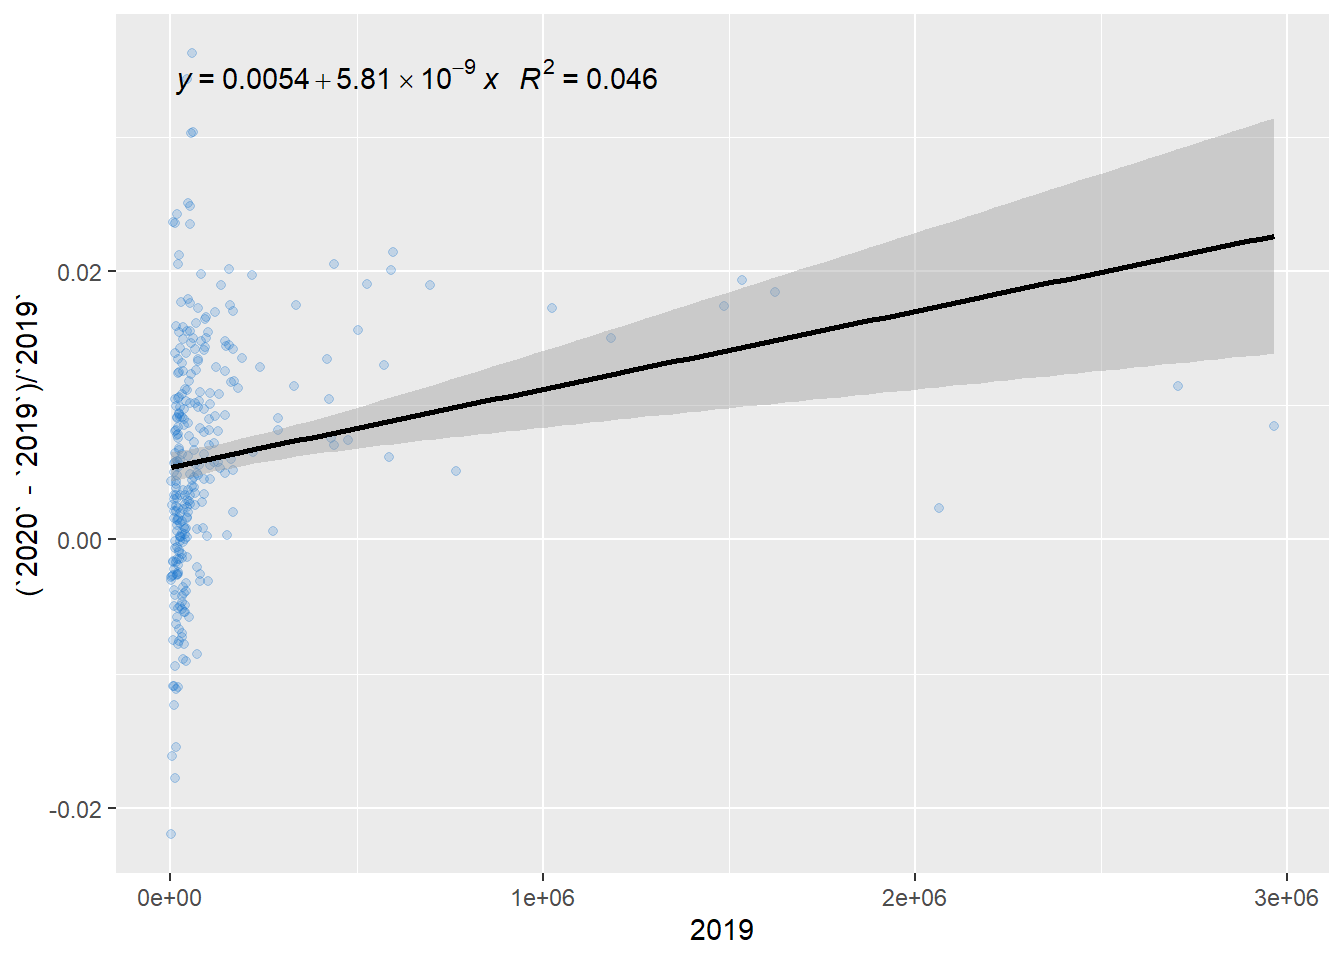 y = 0.0054 + 5.81 × 10⁻⁹ x   R² = 0.046
(`2020` - `2019`)/`2019`
0.02
0.00
-0.02
0e+00 1e+06 2e+06 3e+06
2019